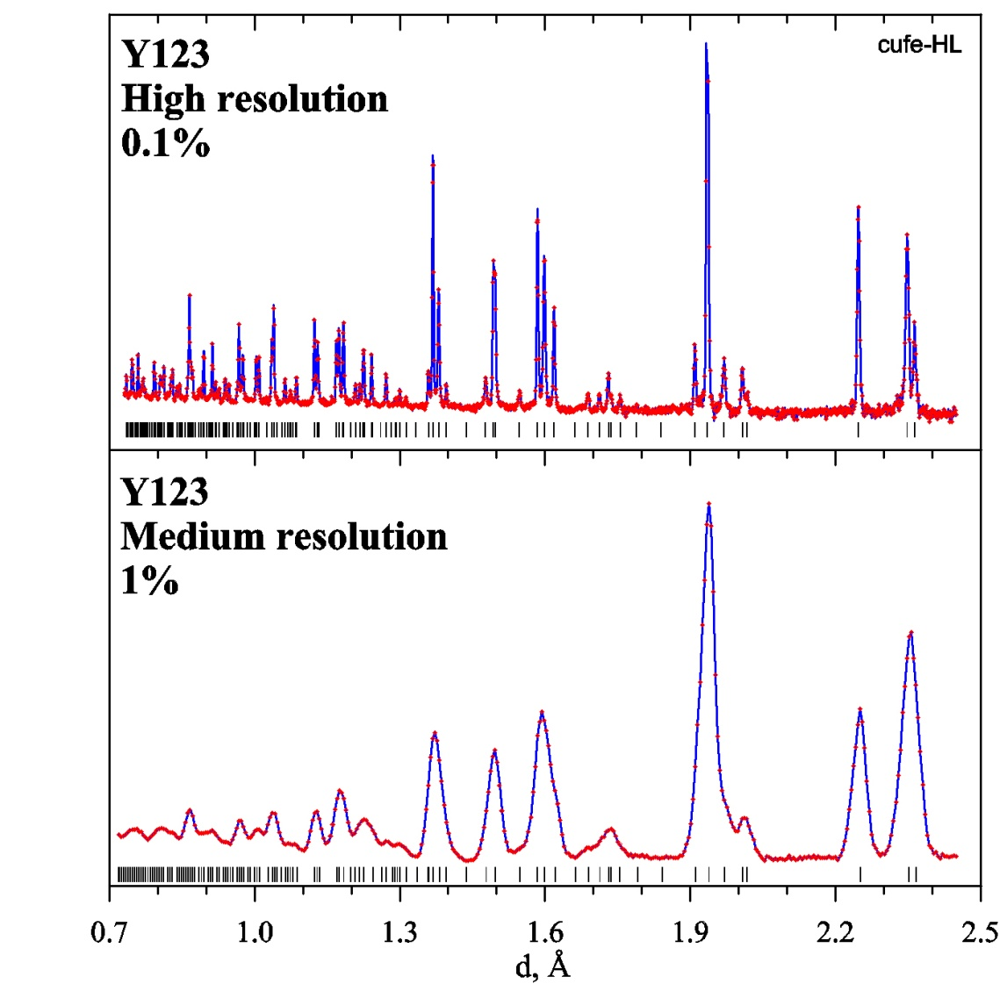 Y123
High resolution
0.1%
cufe-HL
Y123
Medium resolution
1%
0.7 1.0 1.3 1.6 1.9 2.2 2.5
d, Å